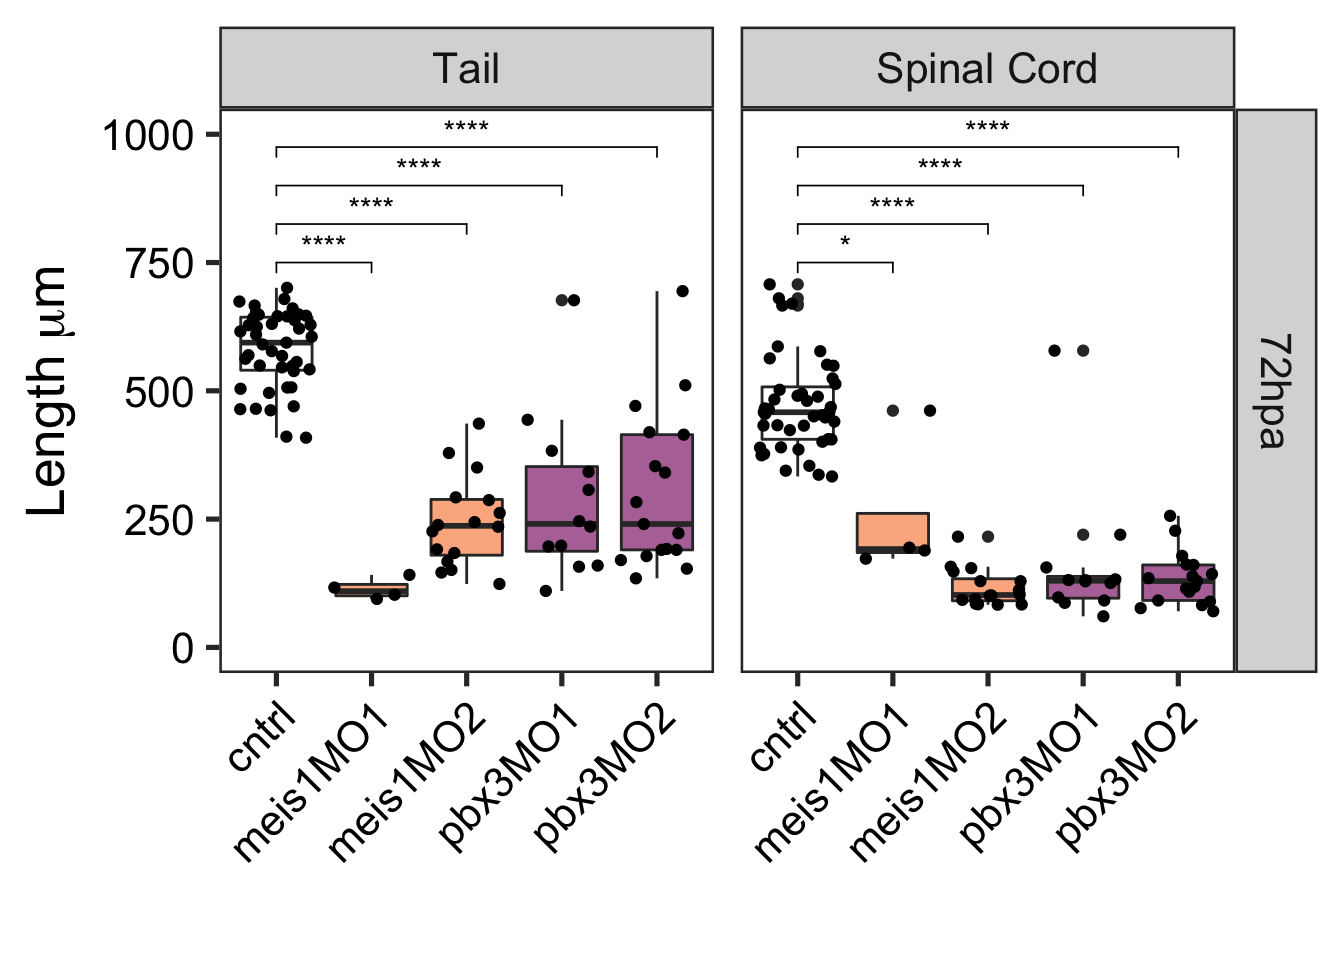 Tail
Spinal Cord
Length µm
1000
750
500
250
0
****
****
****
****
****
****
****
*
72hpa
cntrl
meis1MO1
meis1MO2
pbx3MO1
pbx3MO2
cntrl
meis1MO1
meis1MO2
pbx3MO1
pbx3MO2